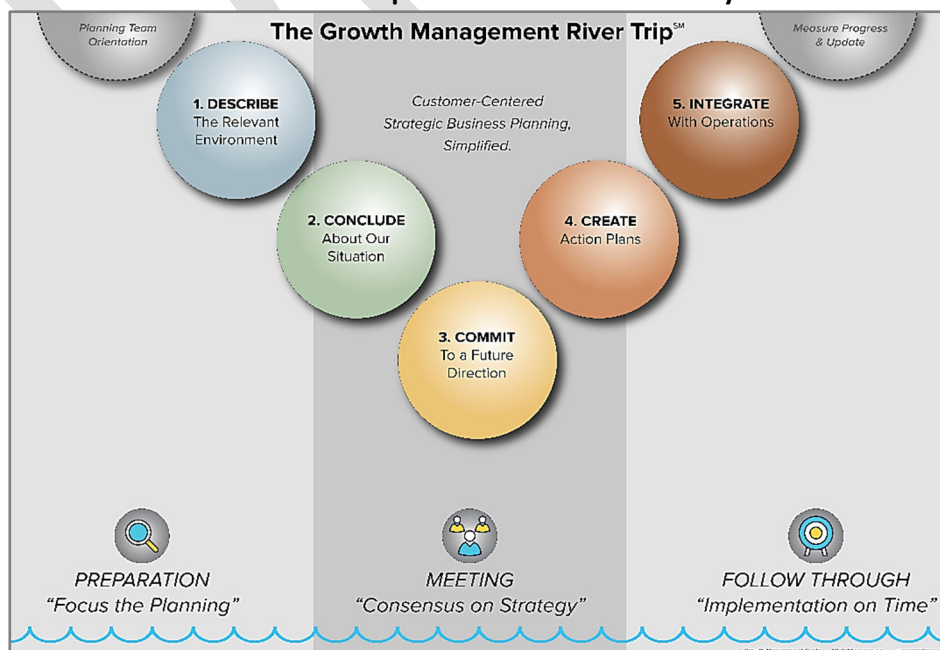 The Growth Management River Trip℠
Planning Team
Orientation
Measure Progress
& Update
1. DESCRIBE
The Relevant
Environment
Customer-Centered
Strategic Business Planning,
Simplified.
5. INTEGRATE
With Operations
2. CONCLUDE
About Our
Situation
4. CREATE
Action Plans
3. COMMIT
To a Future
Direction
PREPARATION
"Focus the Planning"
MEETING
"Consensus on Strategy"
FOLLOW THROUGH
"Implementation on Time"